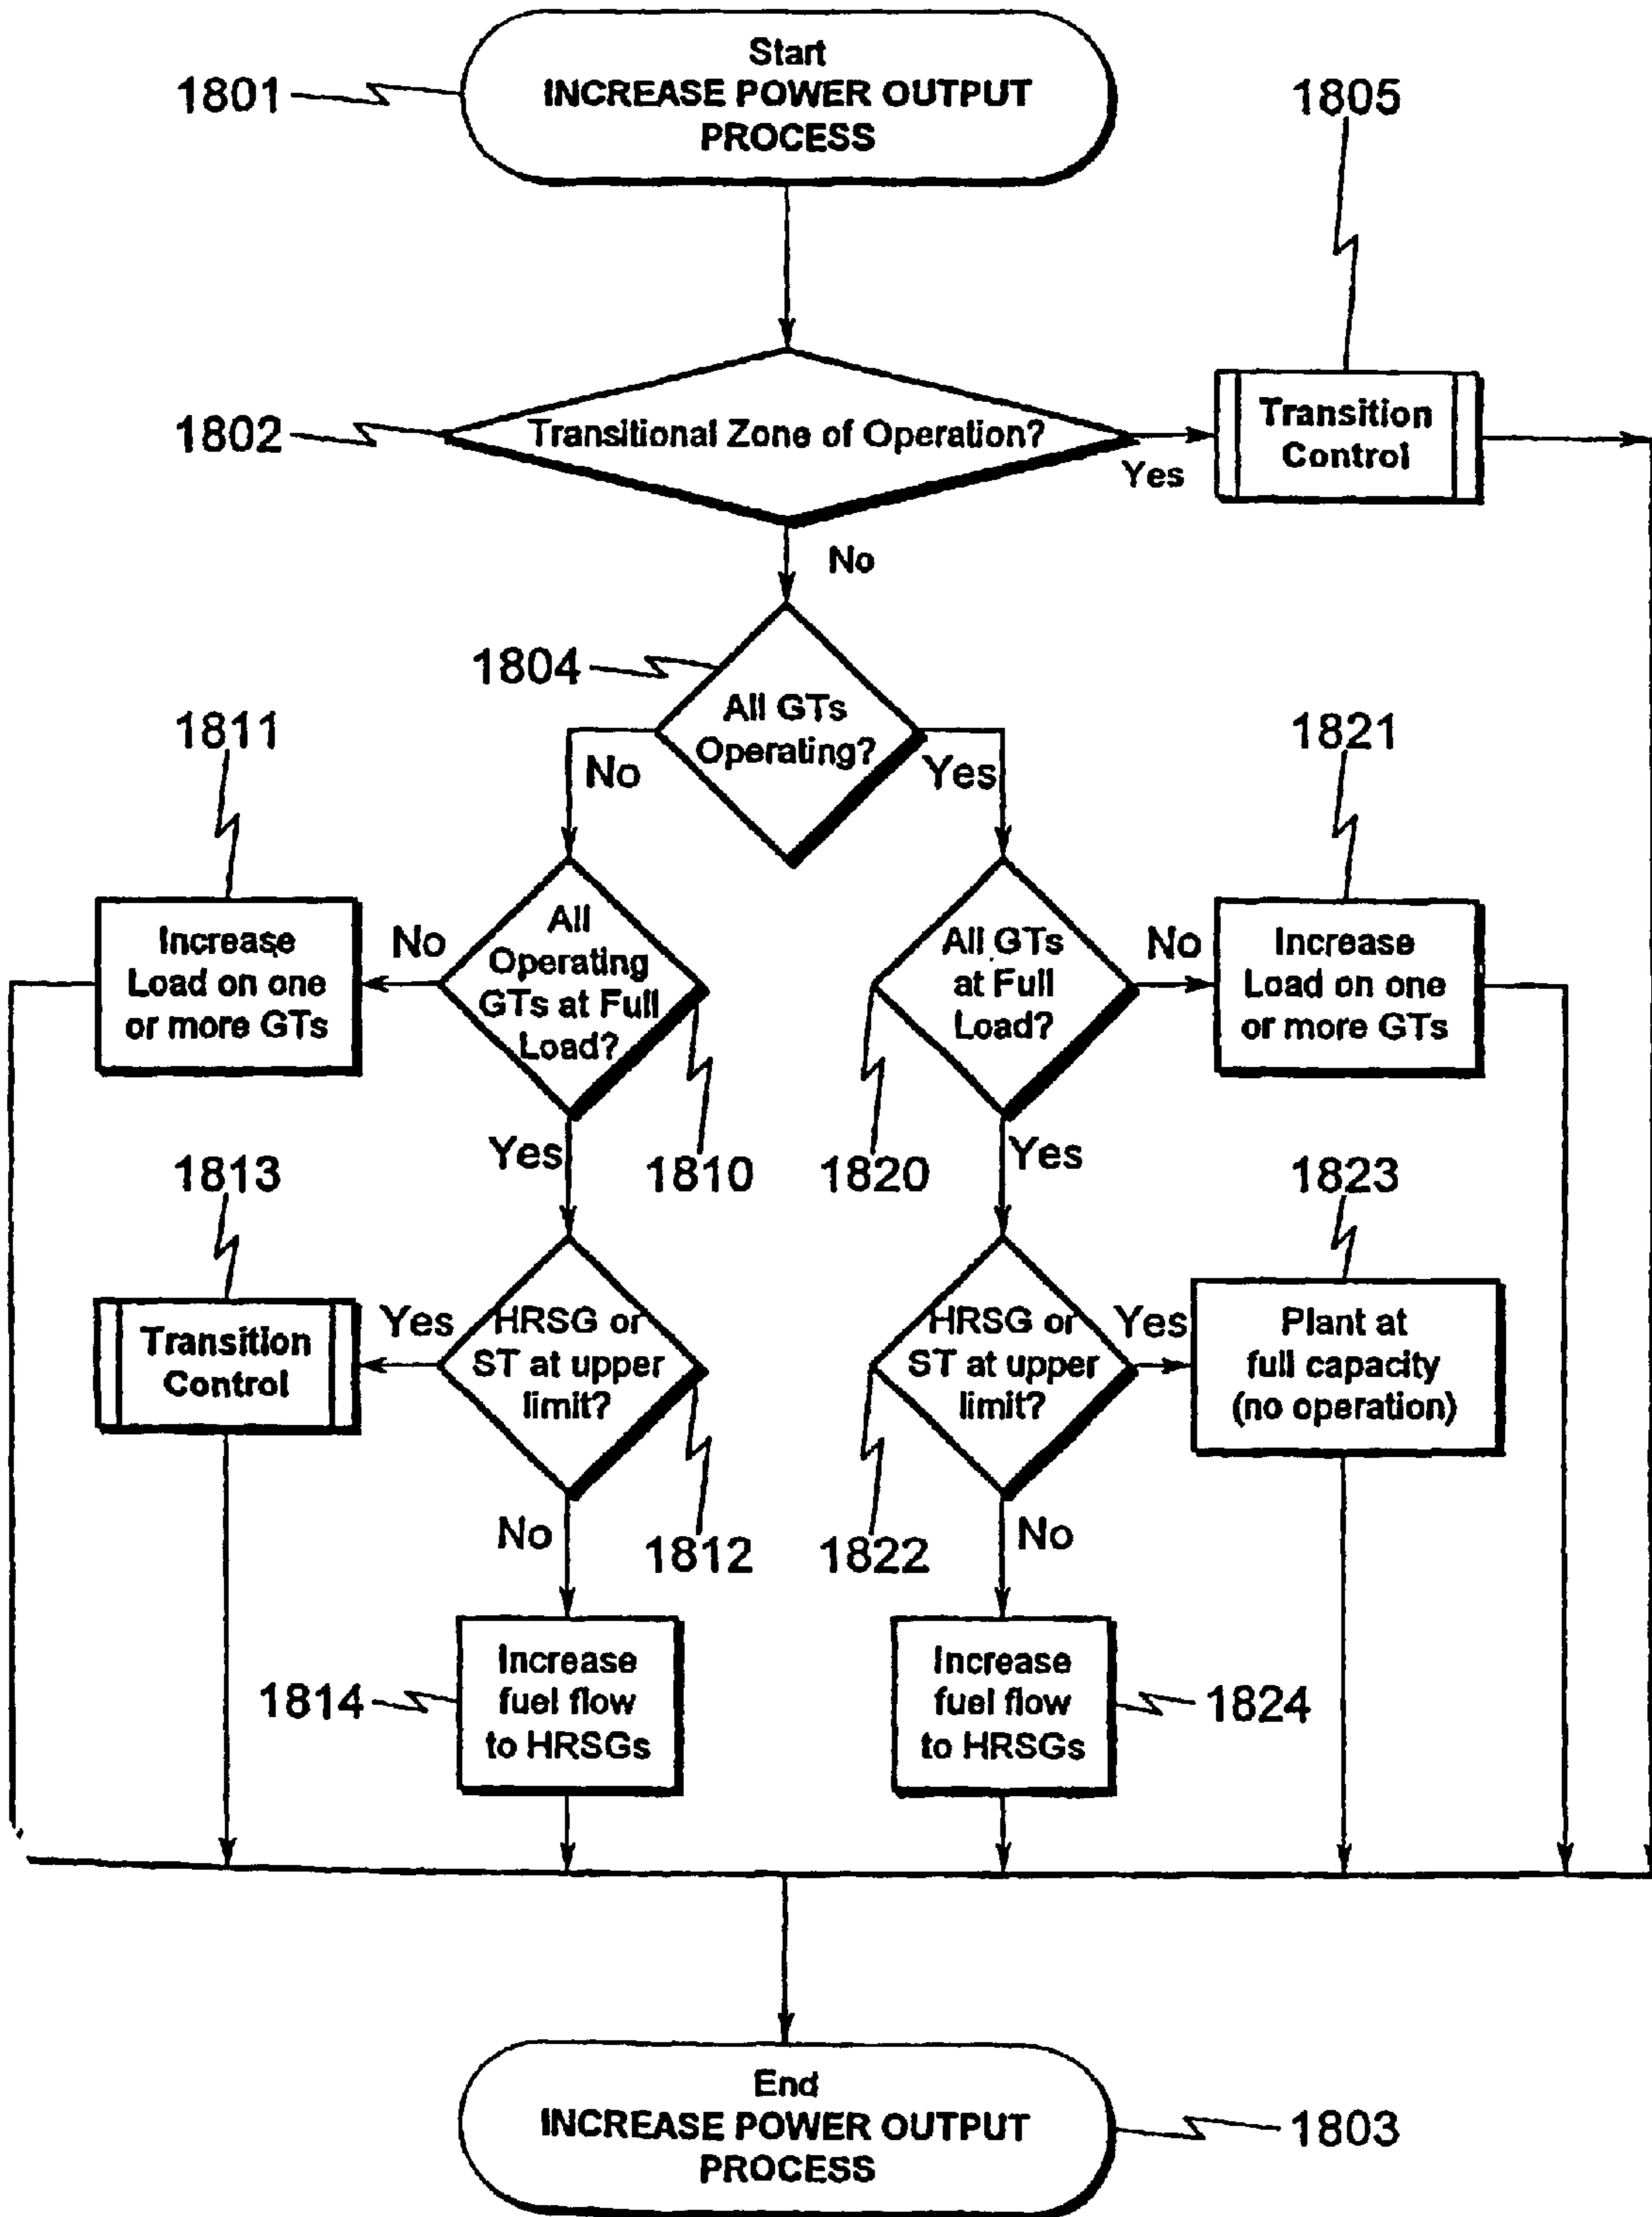 Start
INCREASE POWER OUTPUT
PROCESS
1801
1805
1802
Transitional Zone of Operation?
Yes
Transition
Control
No
1804
All GTs
Operating?
No
Yes
1811
1821
Increase
Load on one
or more GTs
No
All
Operating
GTs at Full
Load?
All GTs
at Full
Load?
No
Increase
Load on one
or more GTs
Yes
1810
1820
Yes
1813
1823
Transition
Control
Yes
HRSG or
ST at upper
limit?
HRSG or
ST at upper
limit?
Yes
Plant at
full capacity
(no operation)
No
1812
1822
No
1814
Increase
fuel flow
to HRSGs
Increase
fuel flow
to HRSGs
1824
End
INCREASE POWER OUTPUT
PROCESS
1803